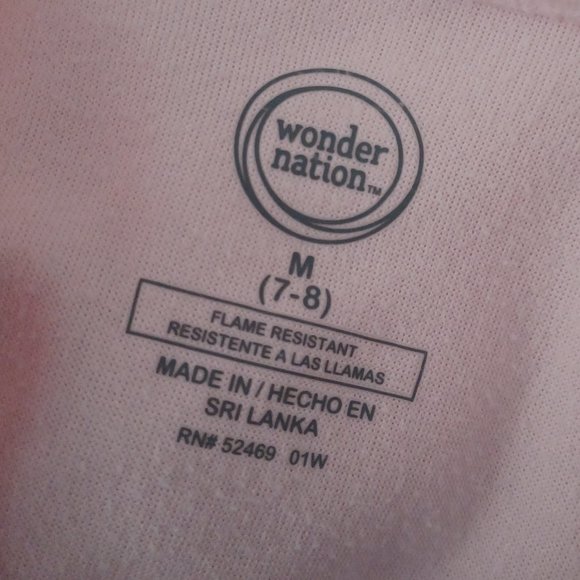 wonder
nation™
M
(7-8)
FLAME RESISTANT
RESISTENTE A LAS LLAMAS
MADE IN / HECHO EN
SRI LANKA
RN# 52469 01W